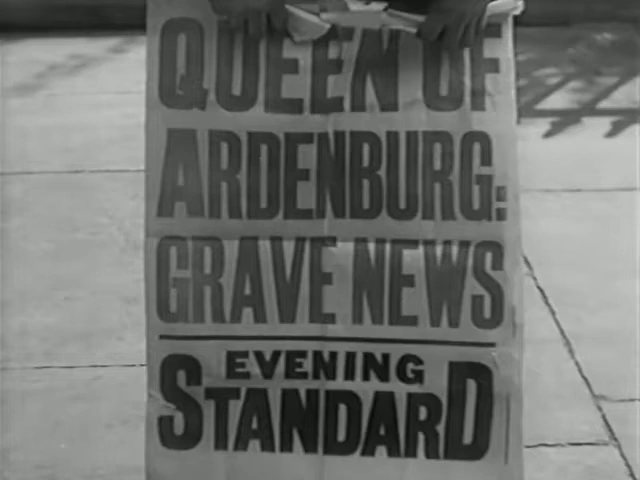 QUEEN OF
ARDENBURG:
GRAVE NEWS
EVENING
STANDARD